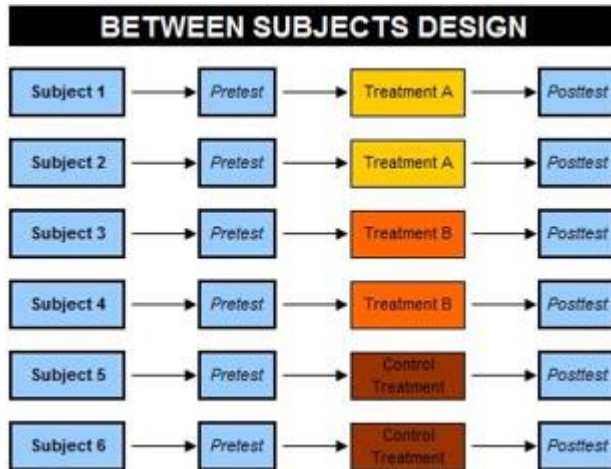 BETWEEN SUBJECTS DESIGN
Subject 1 Pretest Treatment A Posttest
Subject 2 Pretest Treatment A Posttest
Subject 3 Pretest Treatment B Posttest
Subject 4 Pretest Treatment B Posttest
Subject 5 Pretest Control Treatment Posttest
Subject 6 Pretest Control Treatment Posttest